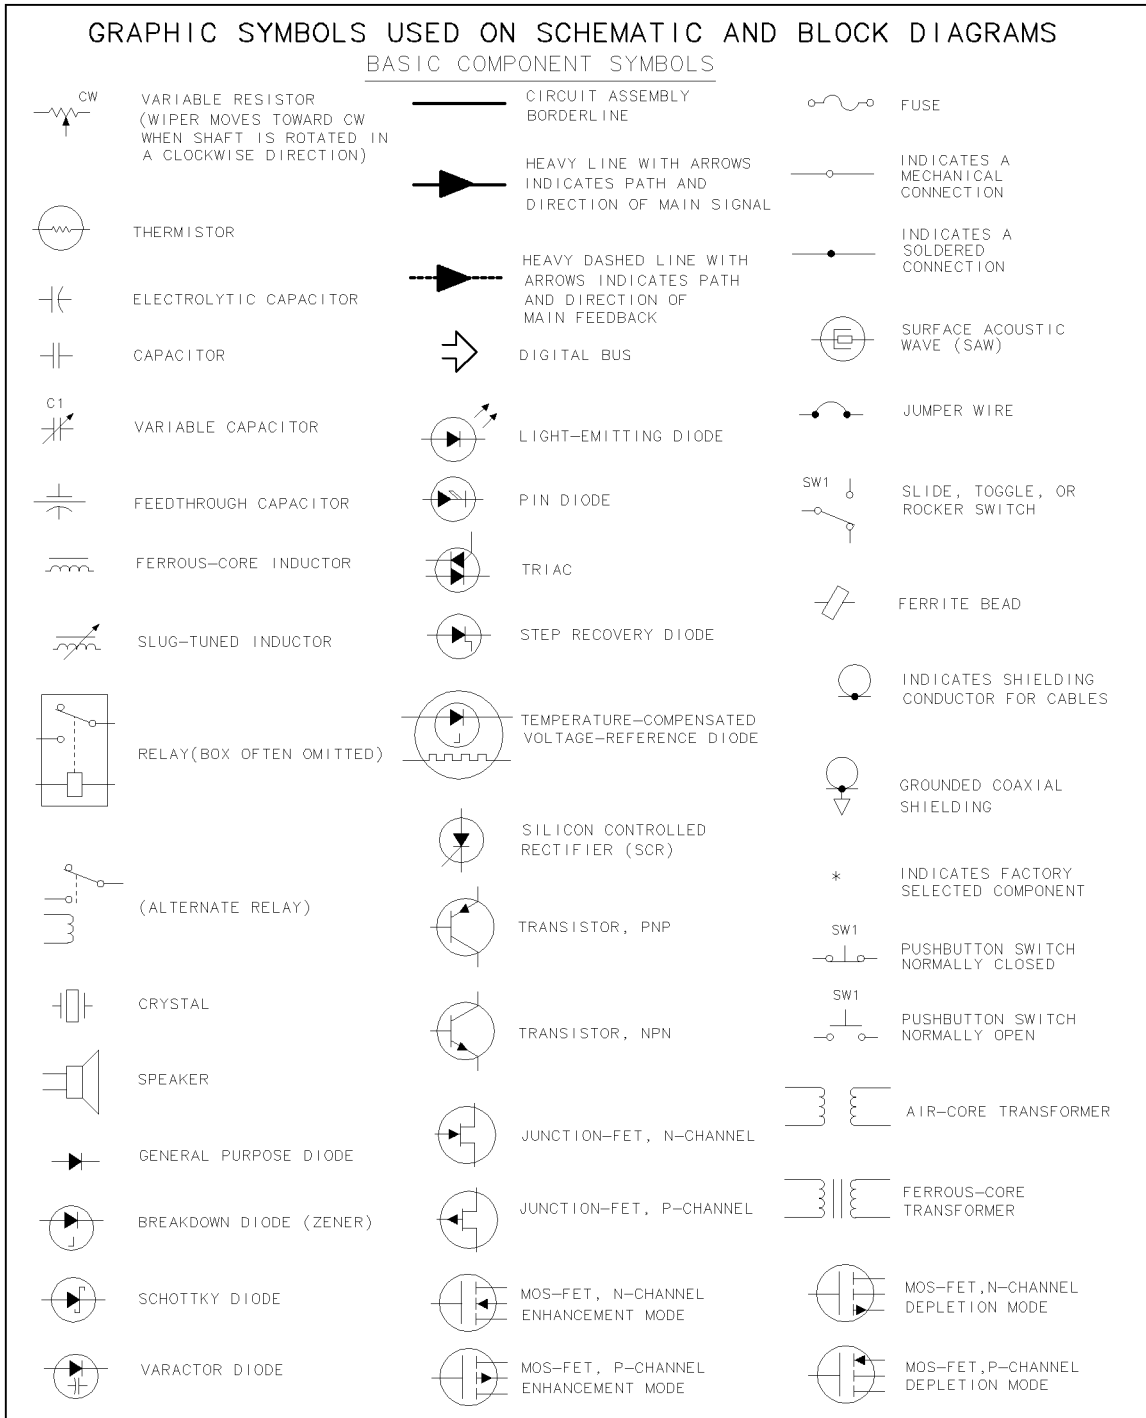 GRAPHIC SYMBOLS USED ON SCHEMATIC AND BLOCK DIAGRAMS
BASIC COMPONENT SYMBOLS
CW
VARIABLE RESISTOR
(WIPER MOVES TOWARD CW
WHEN SHAFT IS ROTATED IN
A CLOCKWISE DIRECTION)
THERMISTOR
ELECTROLYTIC CAPACITOR
CAPACITOR
C1
VARIABLE CAPACITOR
FEEDTHROUGH CAPACITOR
FERROUS-CORE INDUCTOR
SLUG-TUNED INDUCTOR
RELAY(BOX OFTEN OMITTED)
(ALTERNATE RELAY)
CRYSTAL
SPEAKER
GENERAL PURPOSE DIODE
BREAKDOWN DIODE (ZENER)
SCHOTTKY DIODE
VARACTOR DIODE
CIRCUIT ASSEMBLY
BORDERLINE
HEAVY LINE WITH ARROWS
INDICATES PATH AND
DIRECTION OF MAIN SIGNAL
HEAVY DASHED LINE WITH
ARROWS INDICATES PATH
AND DIRECTION OF
MAIN FEEDBACK
DIGITAL BUS
LIGHT-EMITTING DIODE
PIN DIODE
TRIAC
STEP RECOVERY DIODE
TEMPERATURE-COMPENSATED
VOLTAGE-REFERENCE DIODE
SILICON CONTROLLED
RECTIFIER (SCR)
TRANSISTOR, PNP
TRANSISTOR, NPN
JUNCTION-FET, N-CHANNEL
JUNCTION-FET, P-CHANNEL
MOS-FET, N-CHANNEL
ENHANCEMENT MODE
MOS-FET, P-CHANNEL
ENHANCEMENT MODE
FUSE
INDICATES A
MECHANICAL
CONNECTION
INDICATES A
SOLDERED
CONNECTION
SURFACE ACOUSTIC
WAVE (SAW)
JUMPER WIRE
SW1
SLIDE, TOGGLE, OR
ROCKER SWITCH
FERRITE BEAD
INDICATES SHIELDING
CONDUCTOR FOR CABLES
GROUNDED COAXIAL
SHIELDING
*
INDICATES FACTORY
SELECTED COMPONENT
SW1
PUSHBUTTON SWITCH
NORMALLY CLOSED
SW1
PUSHBUTTON SWITCH
NORMALLY OPEN
AIR-CORE TRANSFORMER
FERROUS-CORE
TRANSFORMER
MOS-FET,N-CHANNEL
DEPLETION MODE
MOS-FET,P-CHANNEL
DEPLETION MODE